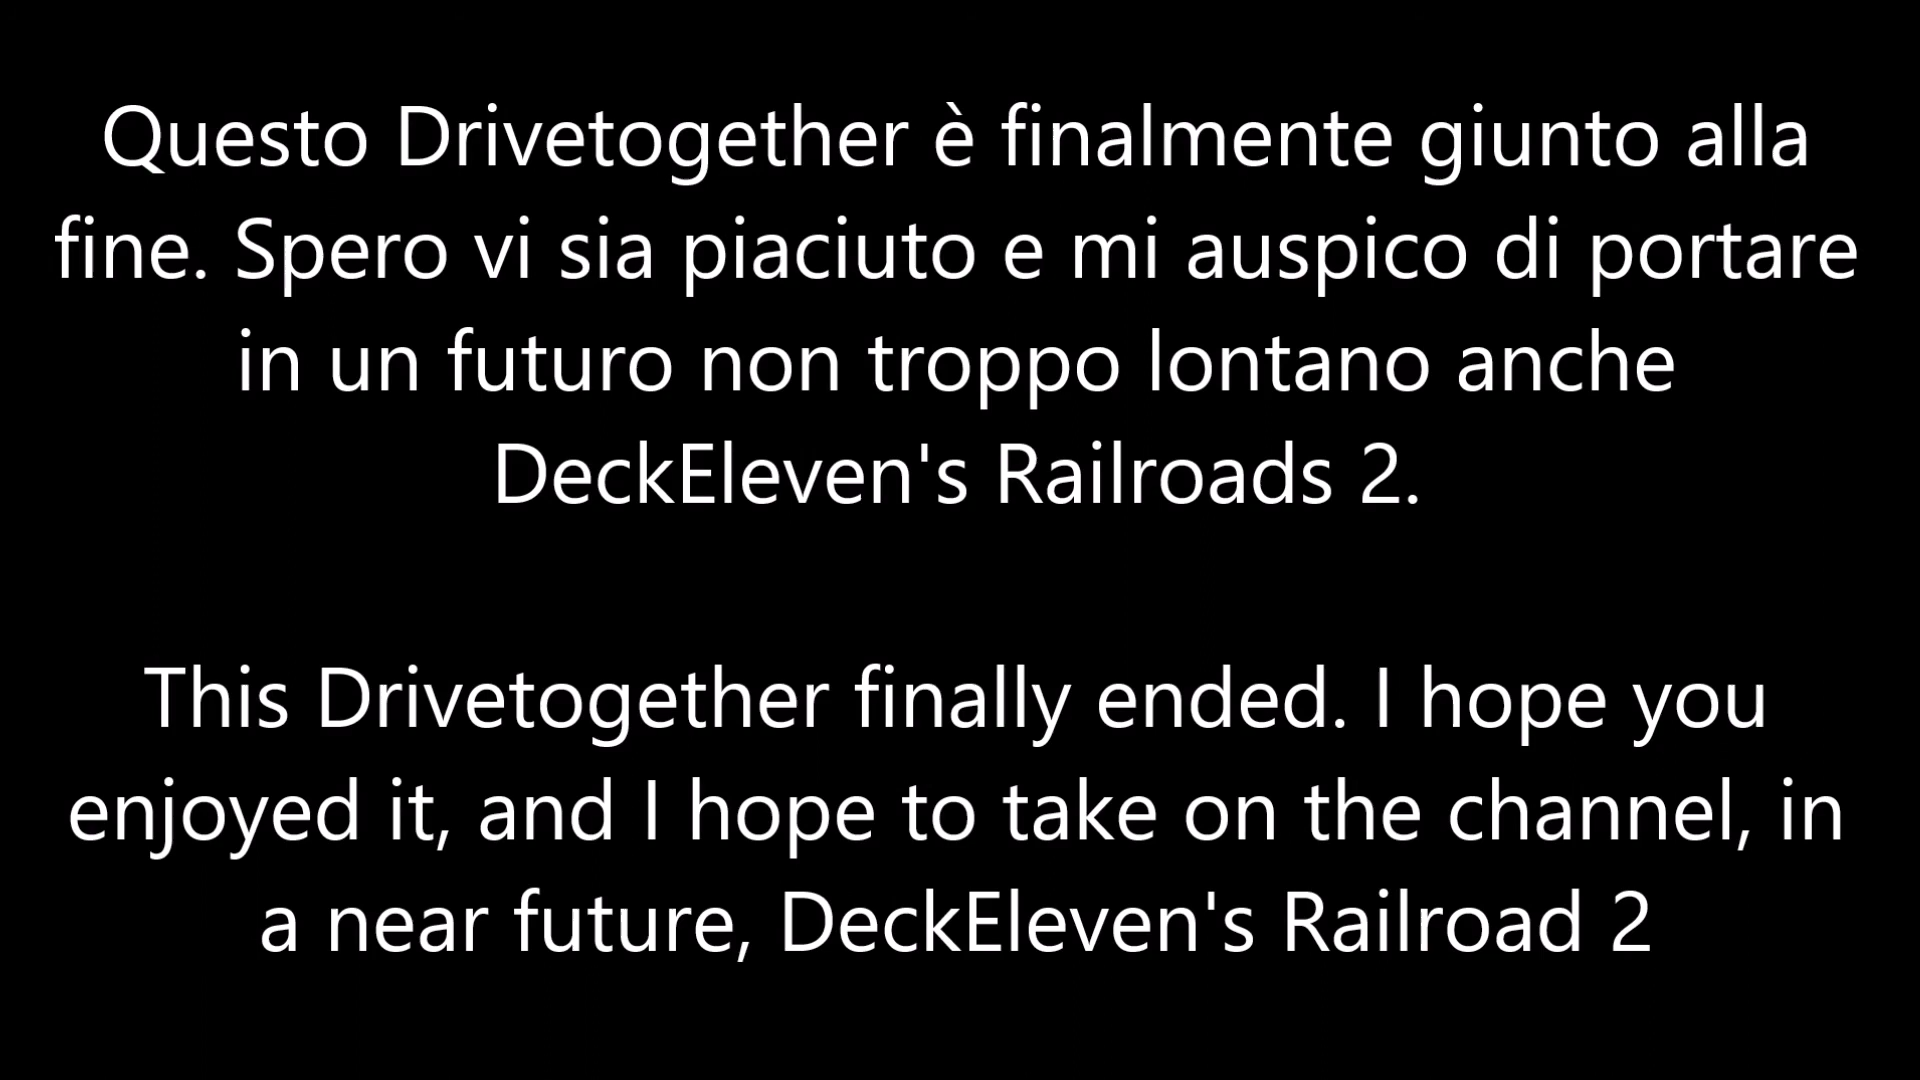 Questo Drivetogether è finalmente giunto alla
fine. Spero vi sia piaciuto e mi auspico di portare
in un futuro non troppo lontano anche
DeckEleven's Railroads 2.
This Drivetogether finally ended. I hope you
enjoyed it, and I hope to take on the channel, in
a near future, DeckEleven's Railroad 2